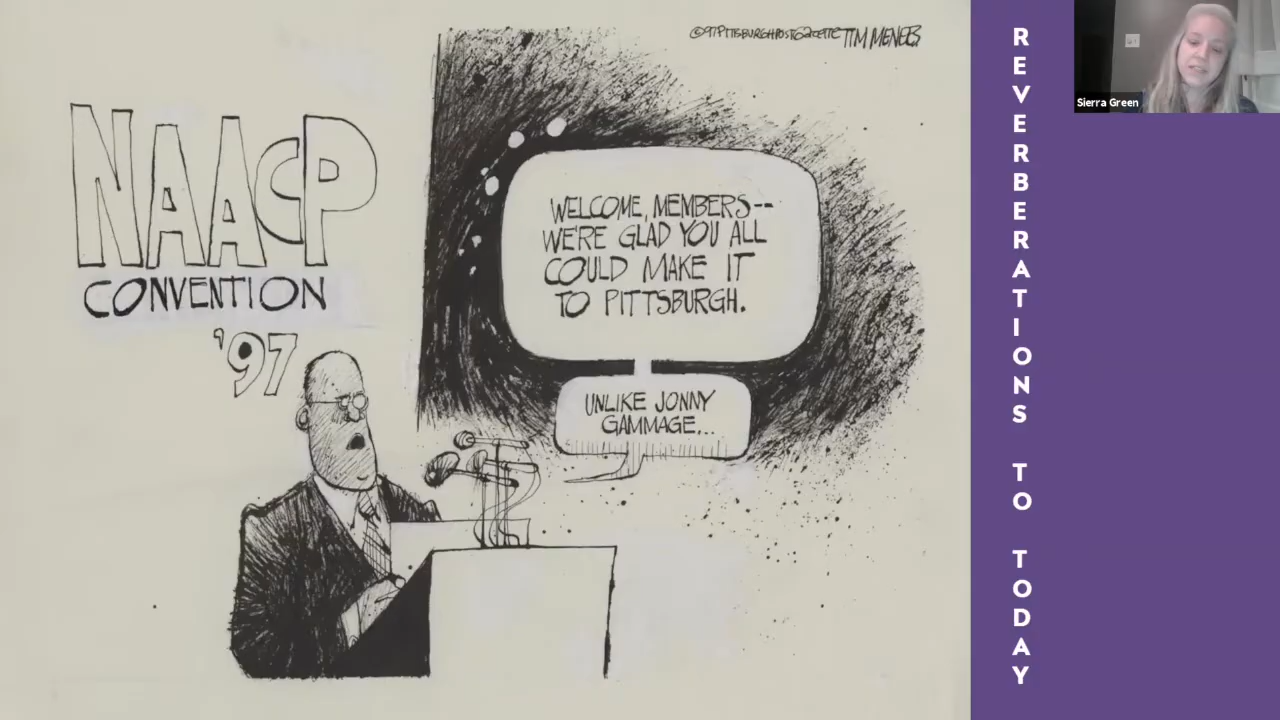 ©97 PITTSBURGH POST-GAZETTE TIM MENEES
NAACP
CONVENTION
'97
WELCOME, MEMBERS--
WE'RE GLAD YOU ALL
COULD MAKE IT
TO PITTSBURGH.
UNLIKE JONNY
GAMMAGE...
REVERBERATIONS TO TODAY
Sierra Green